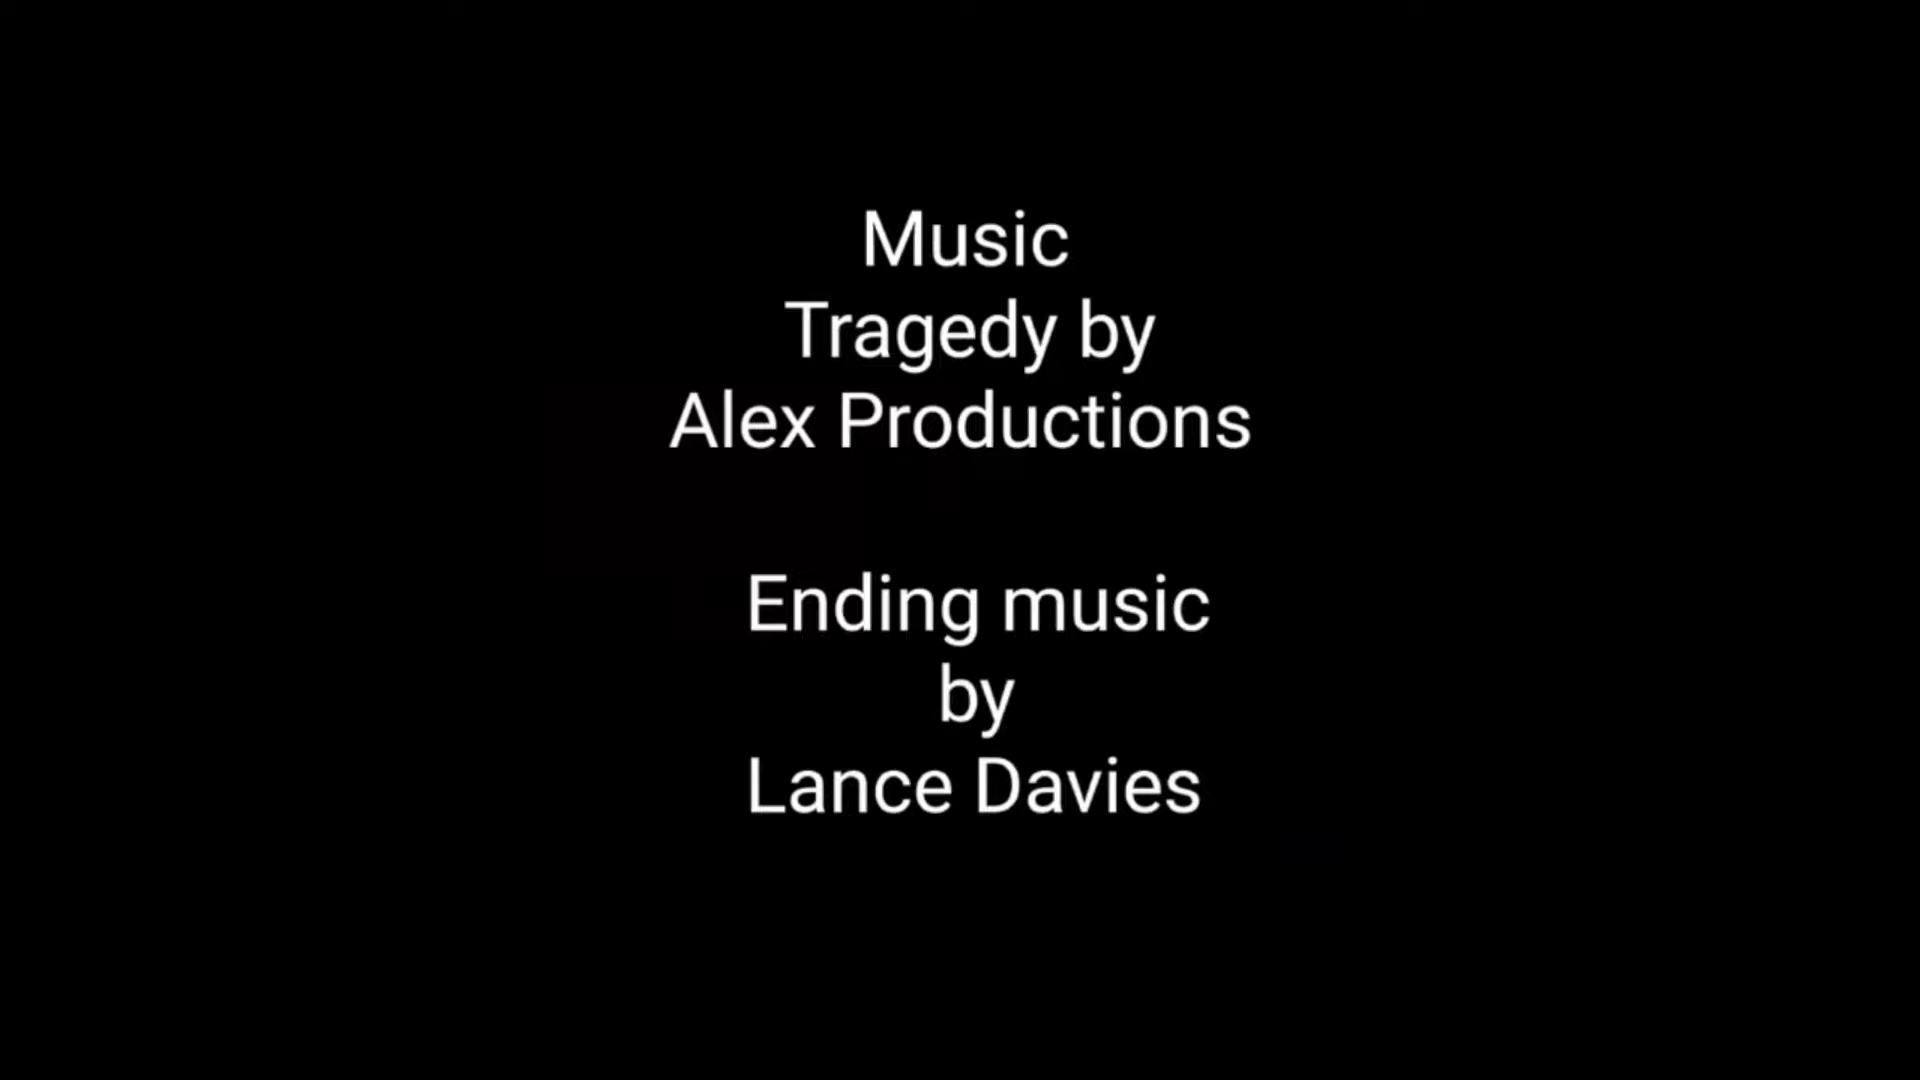 Music
Tragedy by
Alex Productions
Ending music
by
Lance Davies